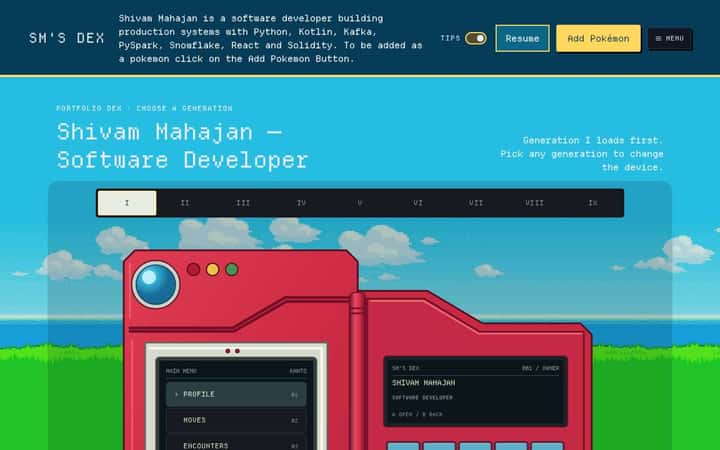 SM'S DEX
Shivam Mahajan is a software developer building
production systems with Python, Kotlin, Kafka,
PySpark, Snowflake, React and Solidity. To be added as
a pokemon click on the Add Pokemon Button.
TIPS
Resume
Add Pokémon
≡ MENU
PORTFOLIO DEX · CHOOSE A GENERATION
Shivam Mahajan —
Software Developer
Generation I loads first.
Pick any generation to change
the device.
I II III IV V VI VII VIII IX
MAIN MENU KANTO
› PROFILE 01
MOVES 02
ENCOUNTERS 03
SM'S DEX 001 / OWNER
SHIVAM MAHAJAN
SOFTWARE DEVELOPER
A OPEN / B BACK